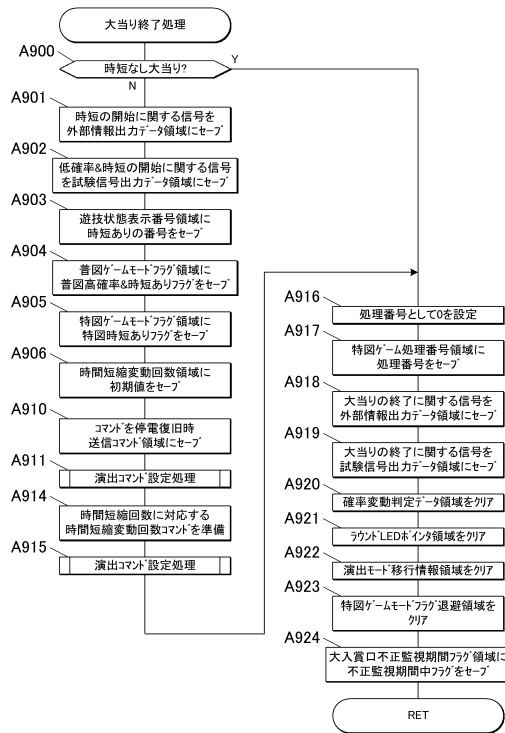 大当り終了処理
A900
時短なし大当り?
Y
N
A901
時短の開始に関する信号を
外部情報出力データ領域にセーブ
A902
低確率&時短の開始に関する信号
を試験信号出力データ領域にセーブ
A903
遊技状態表示番号領域に
時短ありの番号をセーブ
A904
普図ゲームモードフラグ領域に
普図高確率&時短ありフラグをセーブ
A905
特図ゲームモードフラグ領域に
特図時短ありフラグをセーブ
A906
時間短縮変動回数領域に
初期値をセーブ
A910
コマンドを停電復旧時
送信コマンド領域にセーブ
A911
演出コマンド設定処理
A914
時間短縮回数に対応する
時間短縮変動回数コマンドを準備
A915
演出コマンド設定処理
A916
処理番号として0を設定
A917
特図ゲーム処理番号領域に
処理番号をセーブ
A918
大当りの終了に関する信号を
外部情報出力データ領域にセーブ
A919
大当りの終了に関する信号を
試験信号出力データ領域にセーブ
A920
確率変動判定データ領域をクリア
A921
ラウンドLEDポインタ領域をクリア
A922
演出モード移行情報領域をクリア
A923
特図ゲームモードフラグ退避領域を
クリア
A924
大入賞口不正監視期間フラグ領域に
不正監視期間中フラグをセーブ
RET